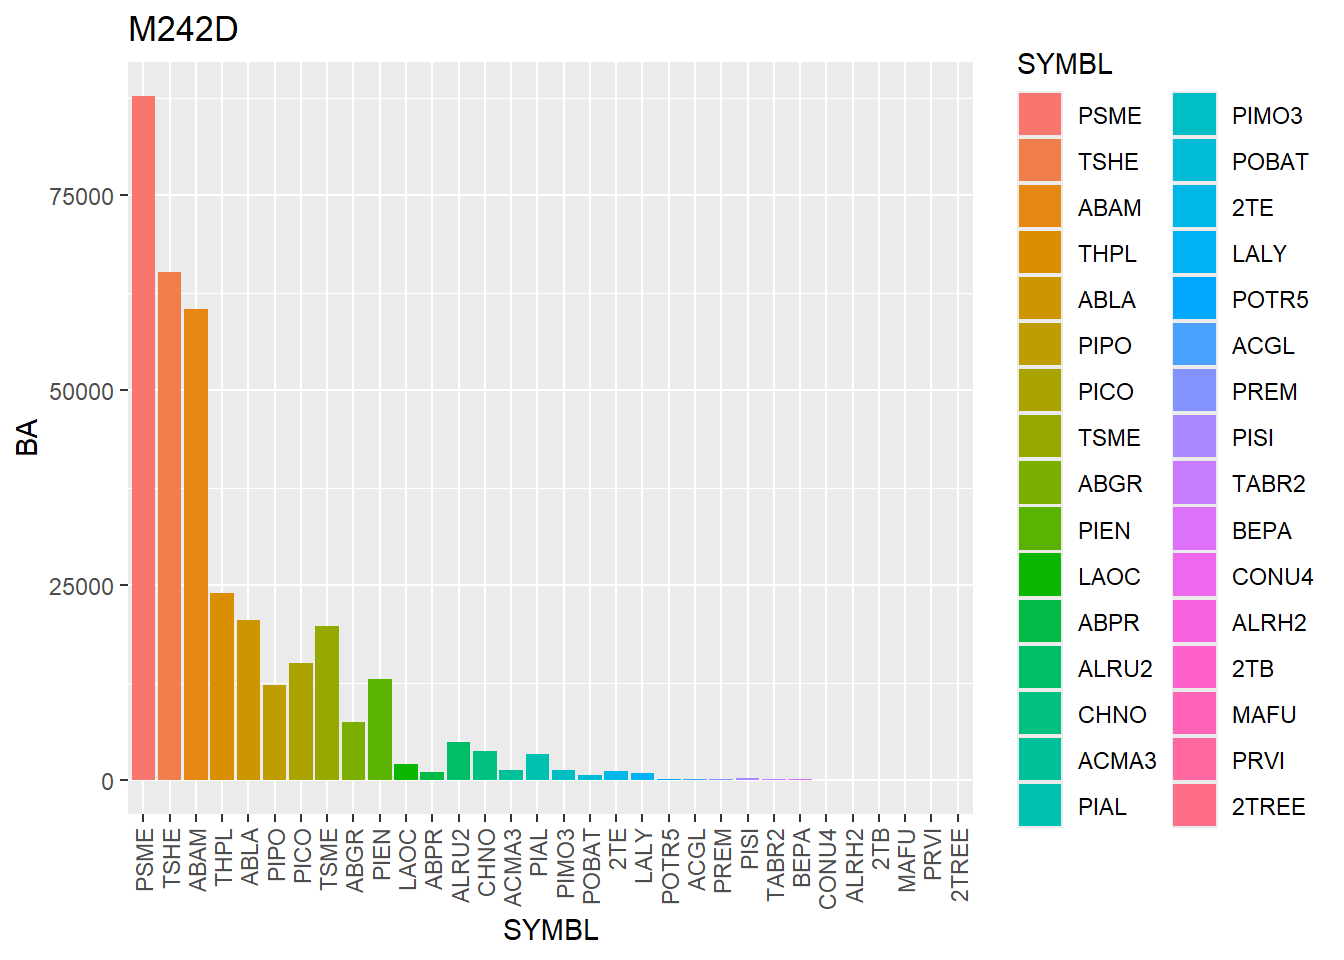 M242D
BA
75000
50000
25000
0
PSME
TSHE
ABAM
THPL
ABLA
PIPO
PICO
TSME
ABGR
PIEN
LAOC
ABPR
ALRU2
CHNO
ACMA3
PIAL
PIMO3
POBAT
2TE
LALY
POTR5
ACGL
PREM
PISI
TABR2
BEPA
CONU4
ALRH2
2TB
MAFU
PRVI
2TREE
SYMBL
SYMBL
PSME
TSHE
ABAM
THPL
ABLA
PIPO
PICO
TSME
ABGR
PIEN
LAOC
ABPR
ALRU2
CHNO
ACMA3
PIAL
PIMO3
POBAT
2TE
LALY
POTR5
ACGL
PREM
PISI
TABR2
BEPA
CONU4
ALRH2
2TB
MAFU
PRVI
2TREE